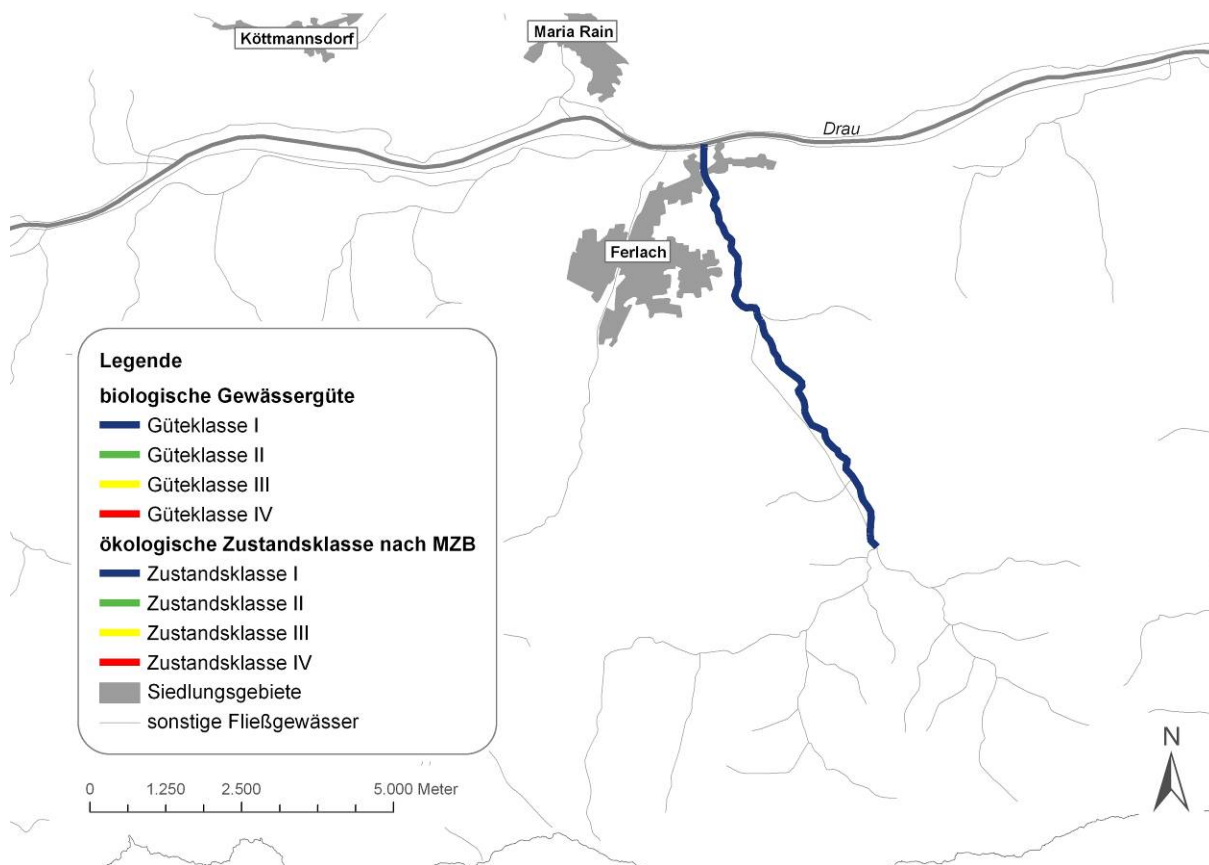 Köttmannsdorf
Maria Rain
Drau
Ferlach
Legende
biologische Gewässergüte
Güteklasse I
Güteklasse II
Güteklasse III
Güteklasse IV
ökologische Zustandsklasse nach MZB
Zustandsklasse I
Zustandsklasse II
Zustandsklasse III
Zustandsklasse IV
Siedlungsgebiete
sonstige Fließgewässer
N
0 1.250 2.500 5.000 Meter